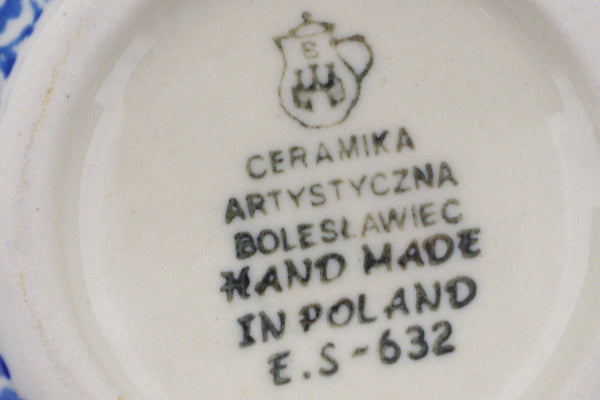 B
CERAMIKA
ARTYSTYCZNA
BOLESŁAWIEC
HAND MADE
IN POLAND
E.S-632